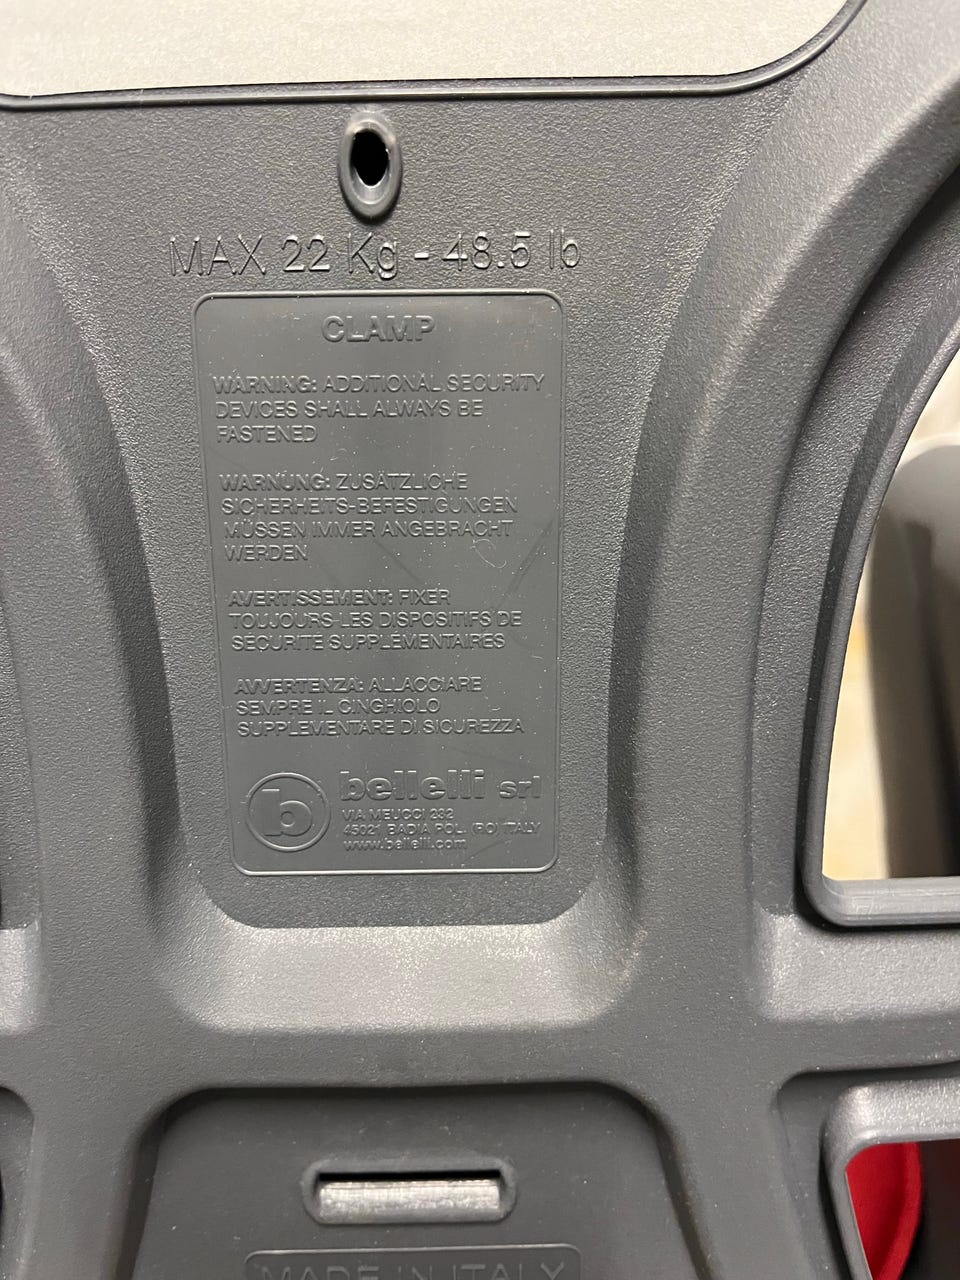 MAX 22 Kg - 48.5 lb
CLAMP
WARNING: ADDITIONAL SECURITY
DEVICES SHALL ALWAYS BE
FASTENED
WARNUNG: ZUSÄTZLICHE
SICHERHEITS-BEFESTIGUNGEN
MÜSSEN IMMER ANGEBRACHT
WERDEN
AVERTISSEMENT: FIXER
TOUJOURS LES DISPOSITIFS DE
SÉCURITÉ SUPPLÉMENTAIRES
AVVERTENZA: ALLACCIARE
SEMPRE IL CINGHIOLO
SUPPLEMENTARE DI SICUREZZA
b bellelli srl
VIA MEUCCI 232
45021 BADIA POL. (RO) ITALY
www.bellelli.com
MADE IN ITALY